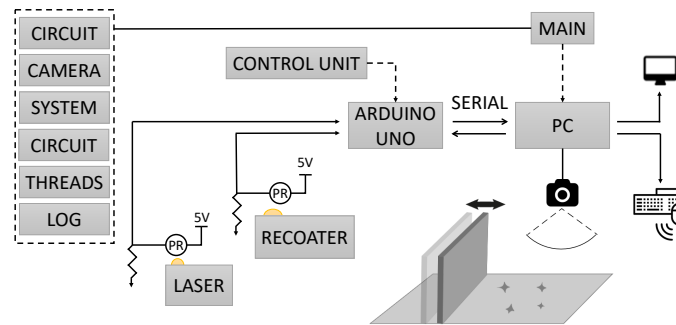 CIRCUIT
CAMERA
SYSTEM
CIRCUIT
THREADS
LOG
MAIN
CONTROL UNIT
ARDUINO
UNO
SERIAL
PC
5V
PR
RECOATER
5V
PR
LASER